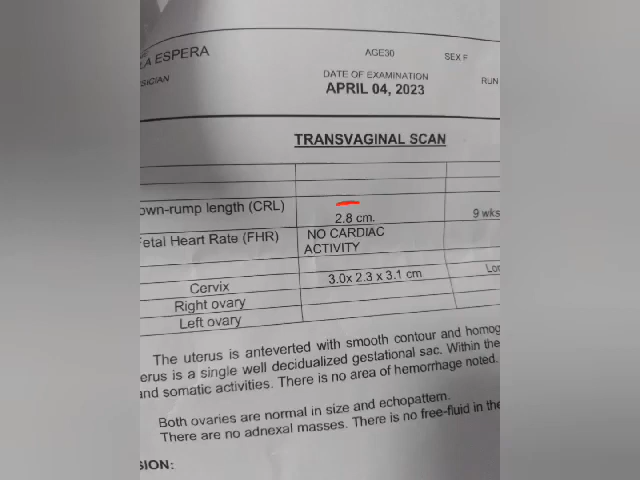 LA ESPERA AGE30 SEX F
SICIAN DATE OF EXAMINATION RUN
APRIL 04, 2023
TRANSVAGINAL SCAN
own-rump length (CRL) 2.8 cm. 9 wks
etal Heart Rate (FHR) NO CARDIAC
ACTIVITY
Cervix 3.0x 2.3 x 3.1 cm Lon
Right ovary
Left ovary
The uterus is anteverted with smooth contour and homog
erus is a single well decidualized gestational sac. Within the
and somatic activities. There is no area of hemorrhage noted.
Both ovaries are normal in size and echopattern.
There are no adnexal masses. There is no free-fluid in the
SION: